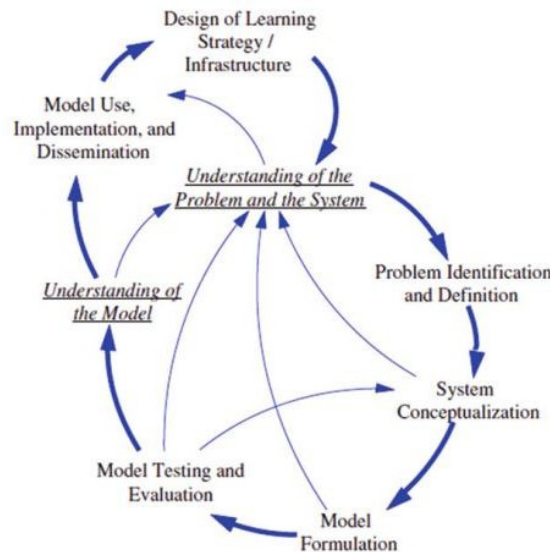 Design of Learning
Strategy /
Infrastructure
Model Use,
Implementation, and
Dissemination
Understanding of the
Problem and the System
Problem Identification
and Definition
Understanding of
the Model
System
Conceptualization
Model Testing and
Evaluation
Model
Formulation